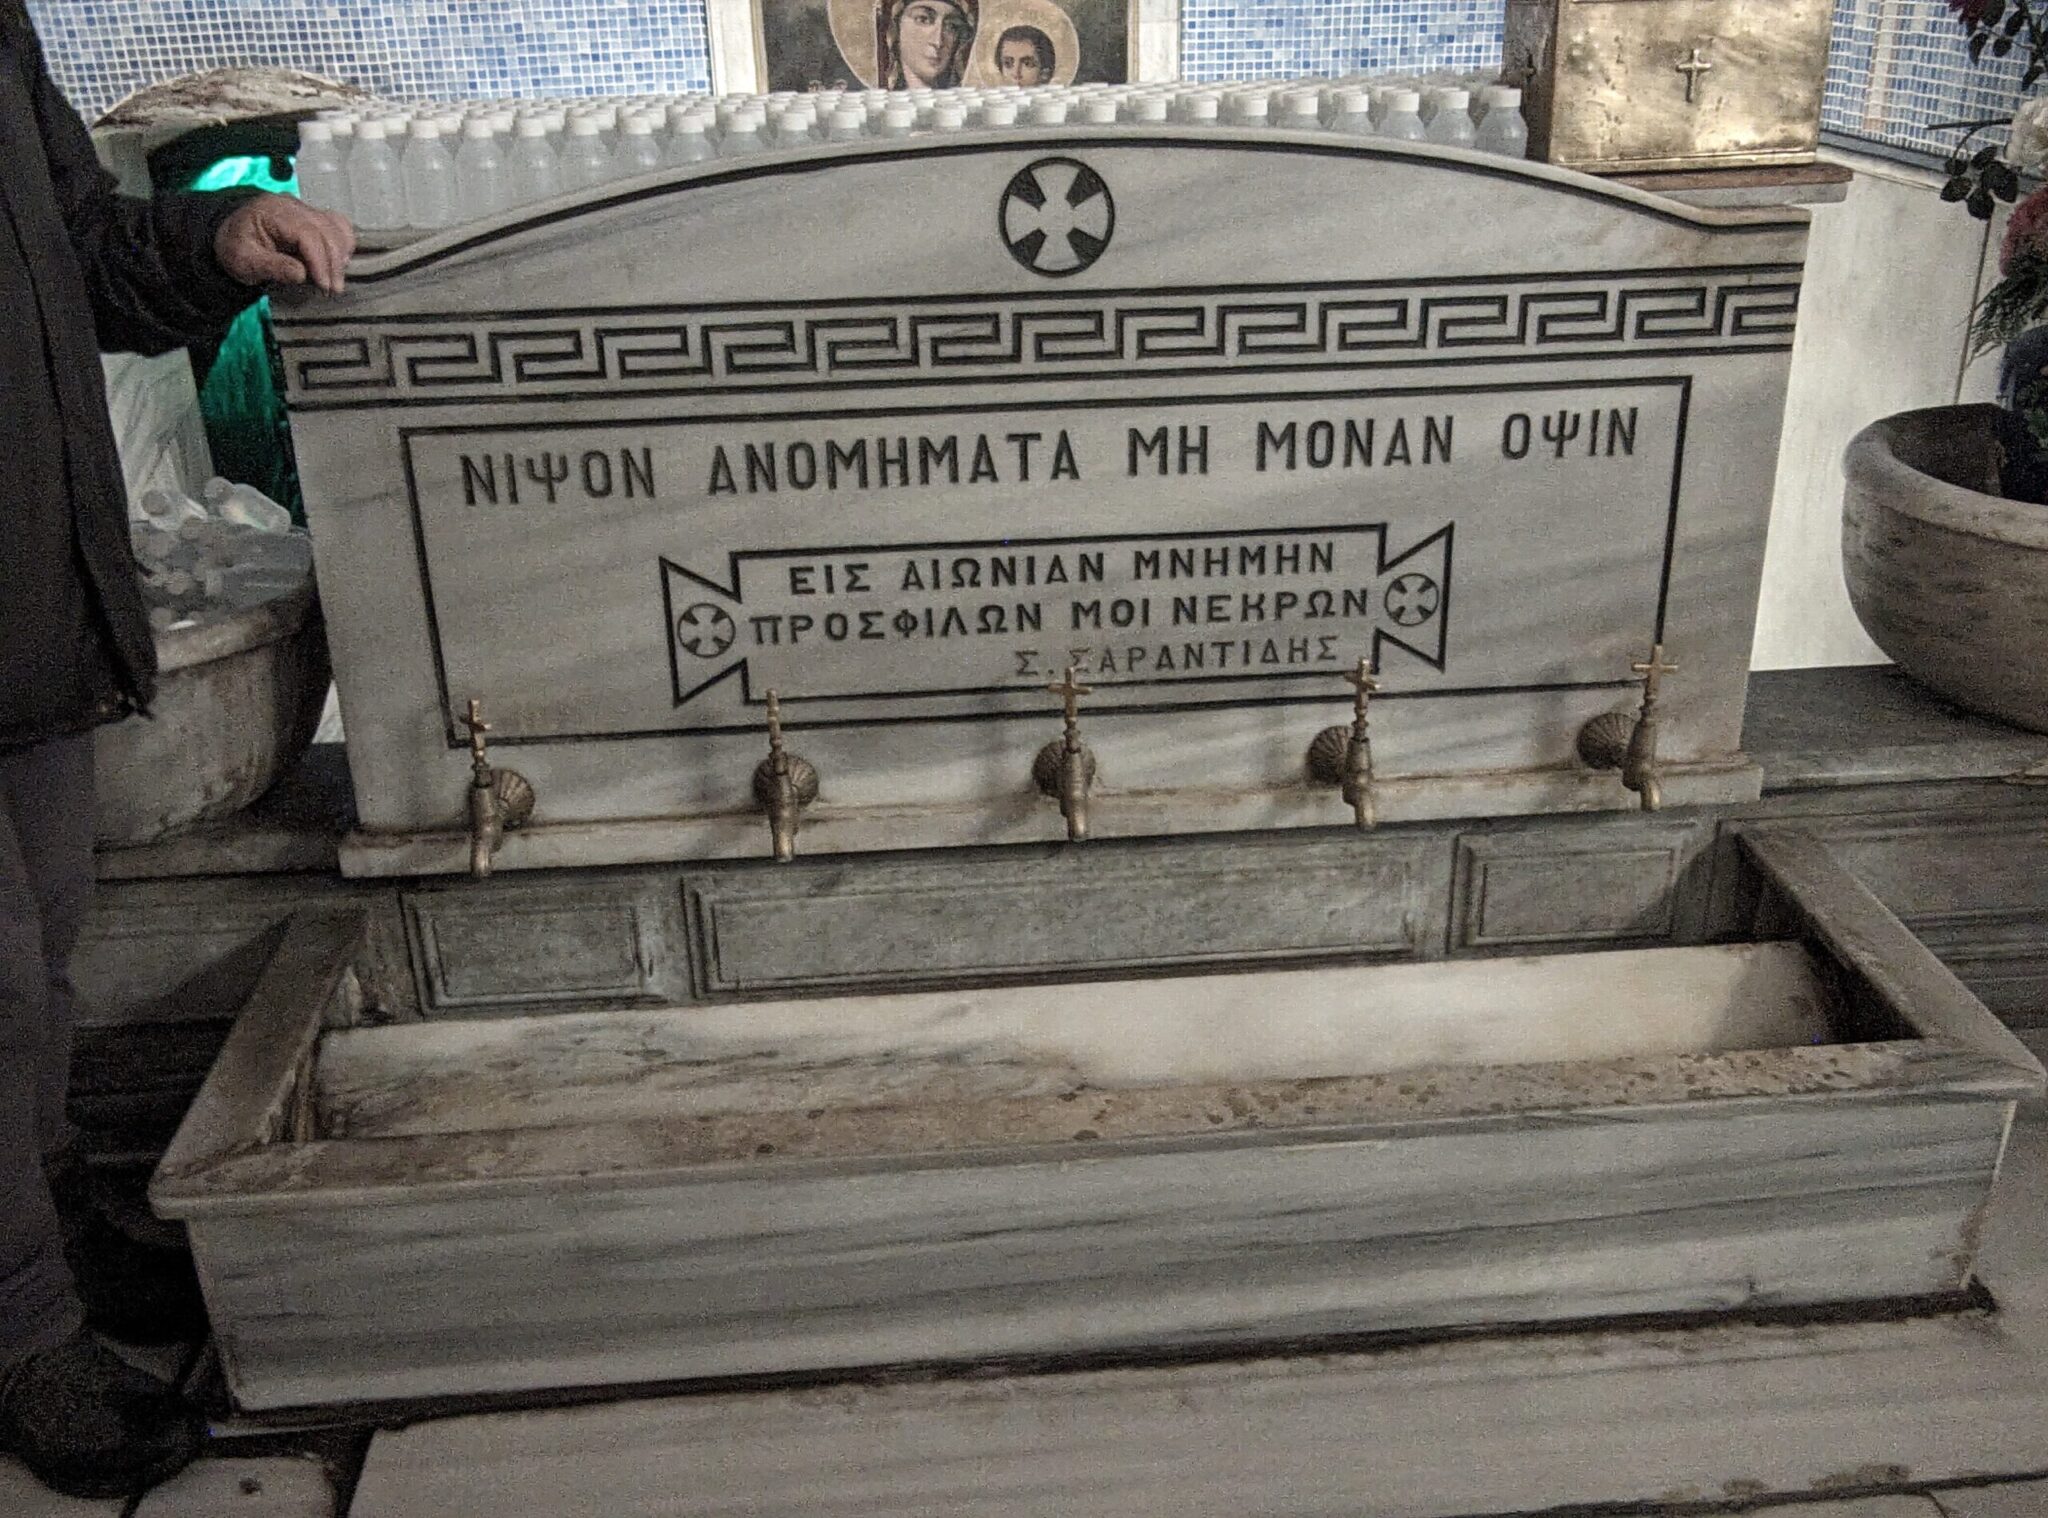 ΝΙΨΟΝ ΑΝΟΜΗΜΑΤΑ ΜΗ ΜΟΝΑΝ ΟΨΙΝ
ΕΙΣ ΑΙΩΝΙΑΝ ΜΝΗΜΗΝ
ΠΡΟΣΦΙΛΩΝ ΜΟΙ ΝΕΚΡΩΝ
Σ. ΣΑΡΑΝΤΙΔΗΣ